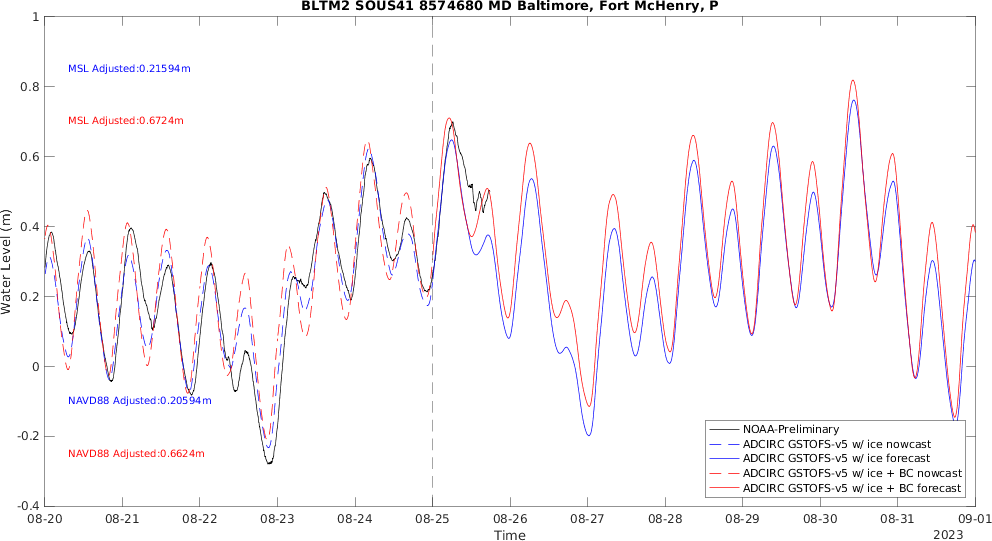 BLTM2 SOUS41 8574680 MD Baltimore, Fort McHenry, P
1
0.8
0.6
0.4
0.2
0
-0.2
-0.4
Water Level (m)
MSL Adjusted:0.21594m
MSL Adjusted:0.6724m
NAVD88 Adjusted:0.20594m
NAVD88 Adjusted:0.6624m
NOAA-Preliminary
ADCIRC GSTOFS-v5 w/ ice nowcast
ADCIRC GSTOFS-v5 w/ ice forecast
ADCIRC GSTOFS-v5 w/ ice + BC nowcast
ADCIRC GSTOFS-v5 w/ ice + BC forecast
08-20 08-21 08-22 08-23 08-24 08-25 08-26 08-27 08-28 08-29 08-30 08-31 09-01
Time
2023